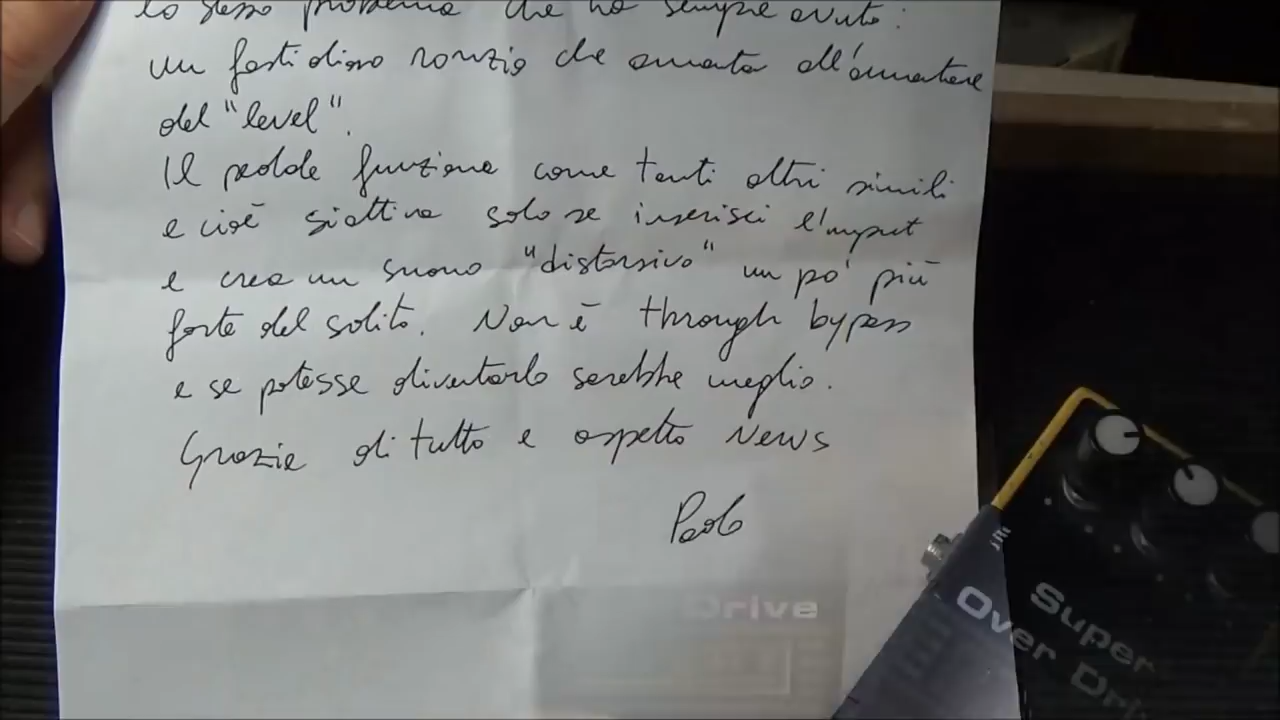 lo stesso problema che ha sempre avuto:
un fastidioso ronzio che aumenta all'aumentare
del "level".
Il pedale funziona come tanti altri simili
e cioè si attiva solo se inserisci l'input
e crea un suono "distorsivo" un po' più
forte del solito. Non è through bypass
e se potesse diventarlo sarebbe meglio.
Grazie di tutto e aspetto News
Paolo
Drive
Super
Over Dri